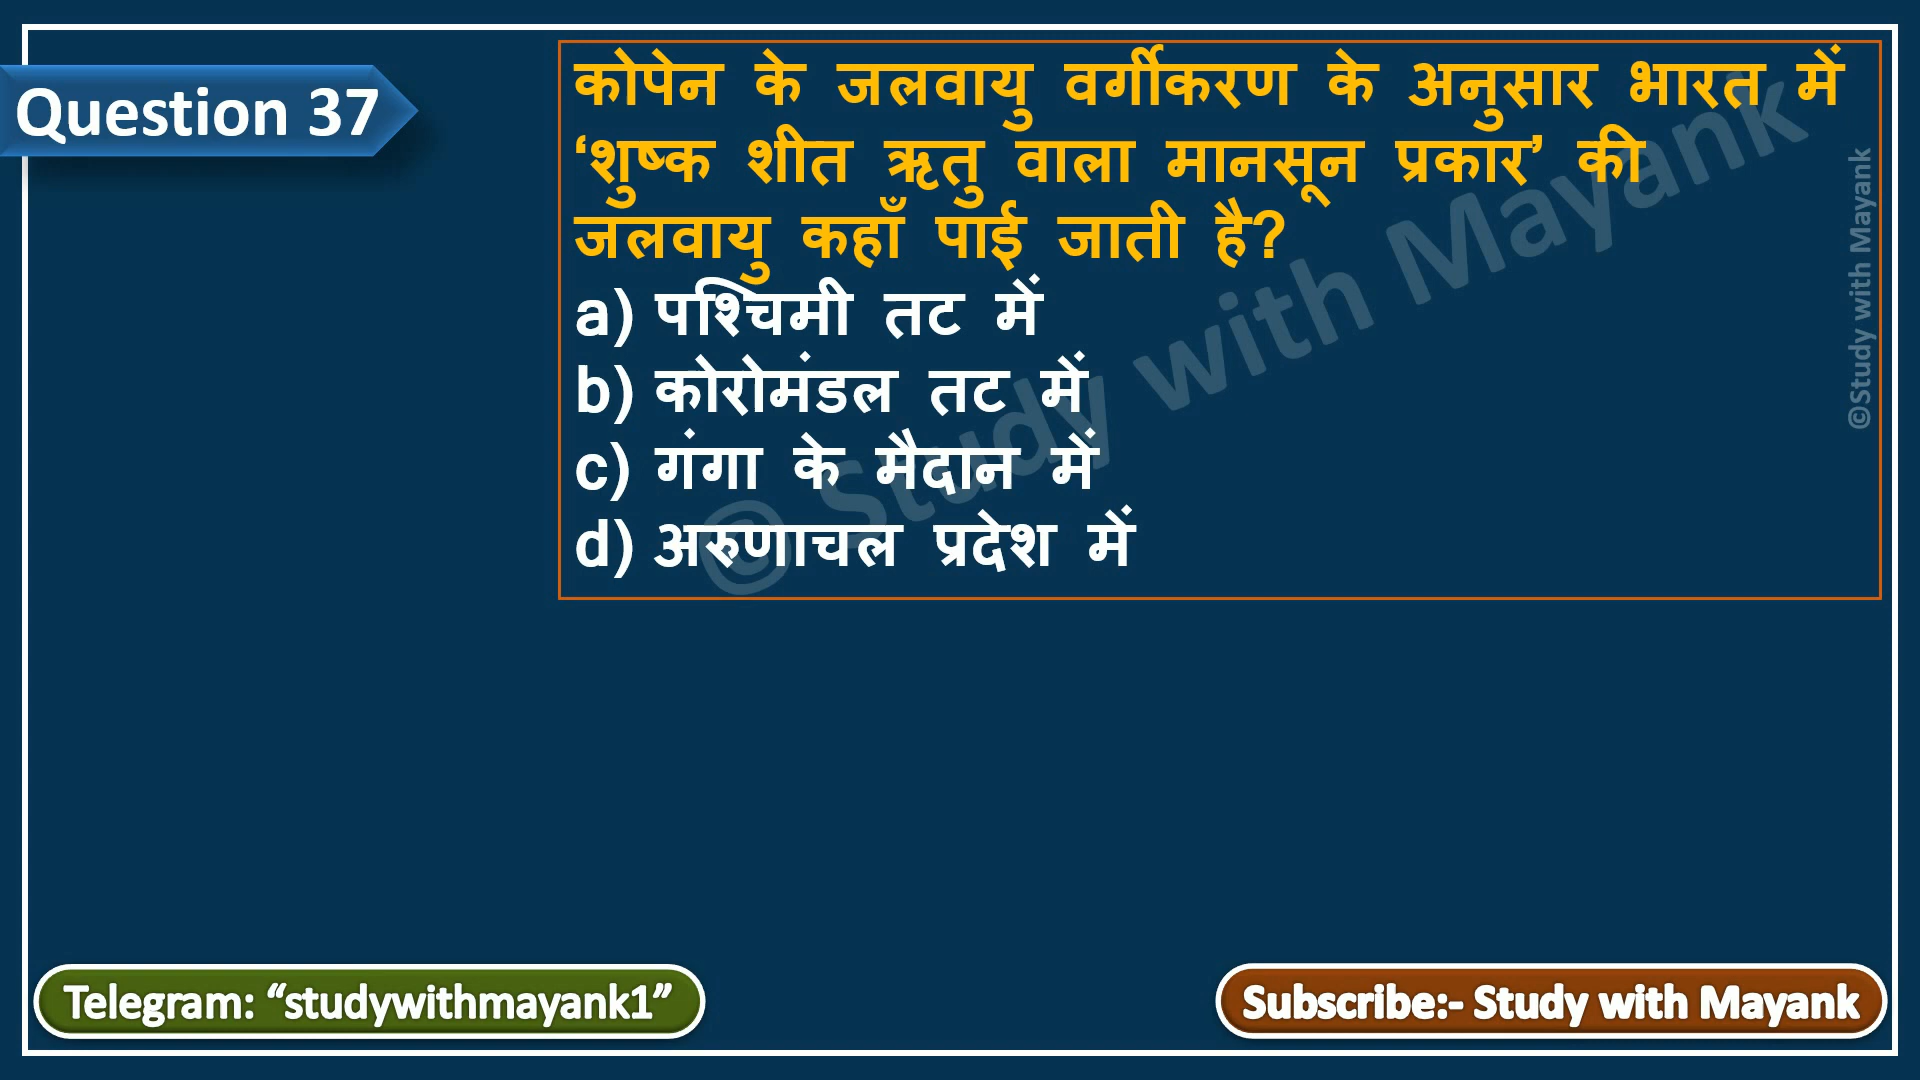 Question 37
कोपेन के जलवायु वर्गीकरण के अनुसार भारत में
‘शुष्क शीत ऋतु वाला मानसून प्रकार’ की
जलवायु कहाँ पाई जाती है?
a) पश्चिमी तट में
b) कोरोमंडल तट में
c) गंगा के मैदान में
d) अरुणाचल प्रदेश में
© Study with Mayank
©Study with Mayank
Telegram: “studywithmayank1”
Subscribe:- Study with Mayank